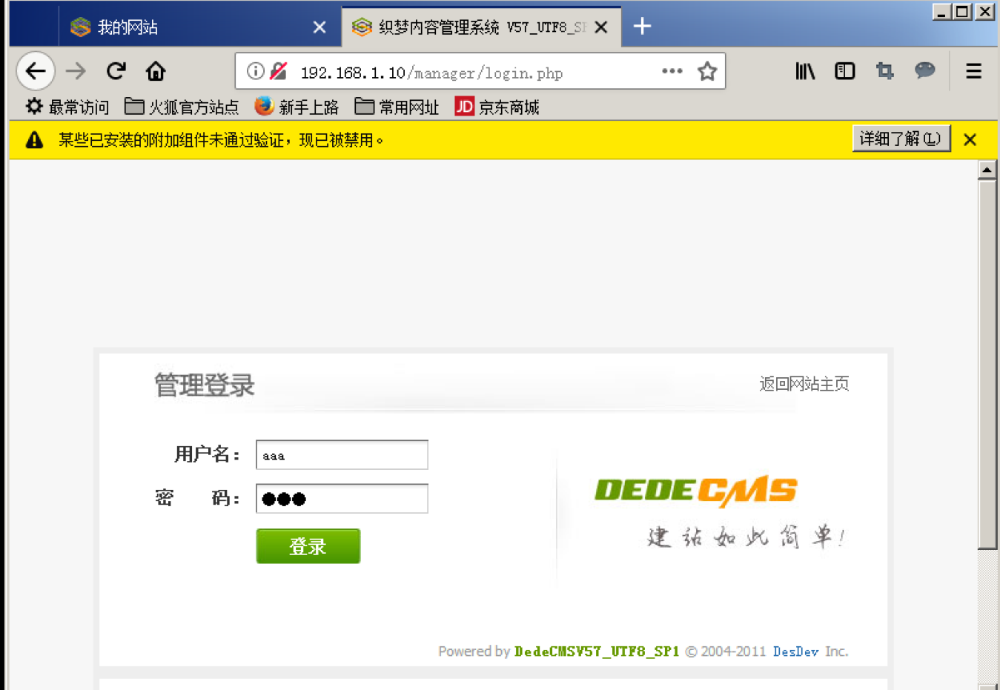 我的网站
织梦内容管理系统 V57_UTF8_SP
192.168.1.10/manager/login.php
最常访问 火狐官方站点 新手上路 常用网址 JD 京东商城
某些已安装的附加组件未通过验证，现已被禁用。 详细了解(L)
管理登录 返回网站主页
用户名： aaa
密 码： ●●●
登录
DEDECMS
建站如此简单!
Powered by DedeCMSV57_UTF8_SP1 © 2004-2011 DesDev Inc.